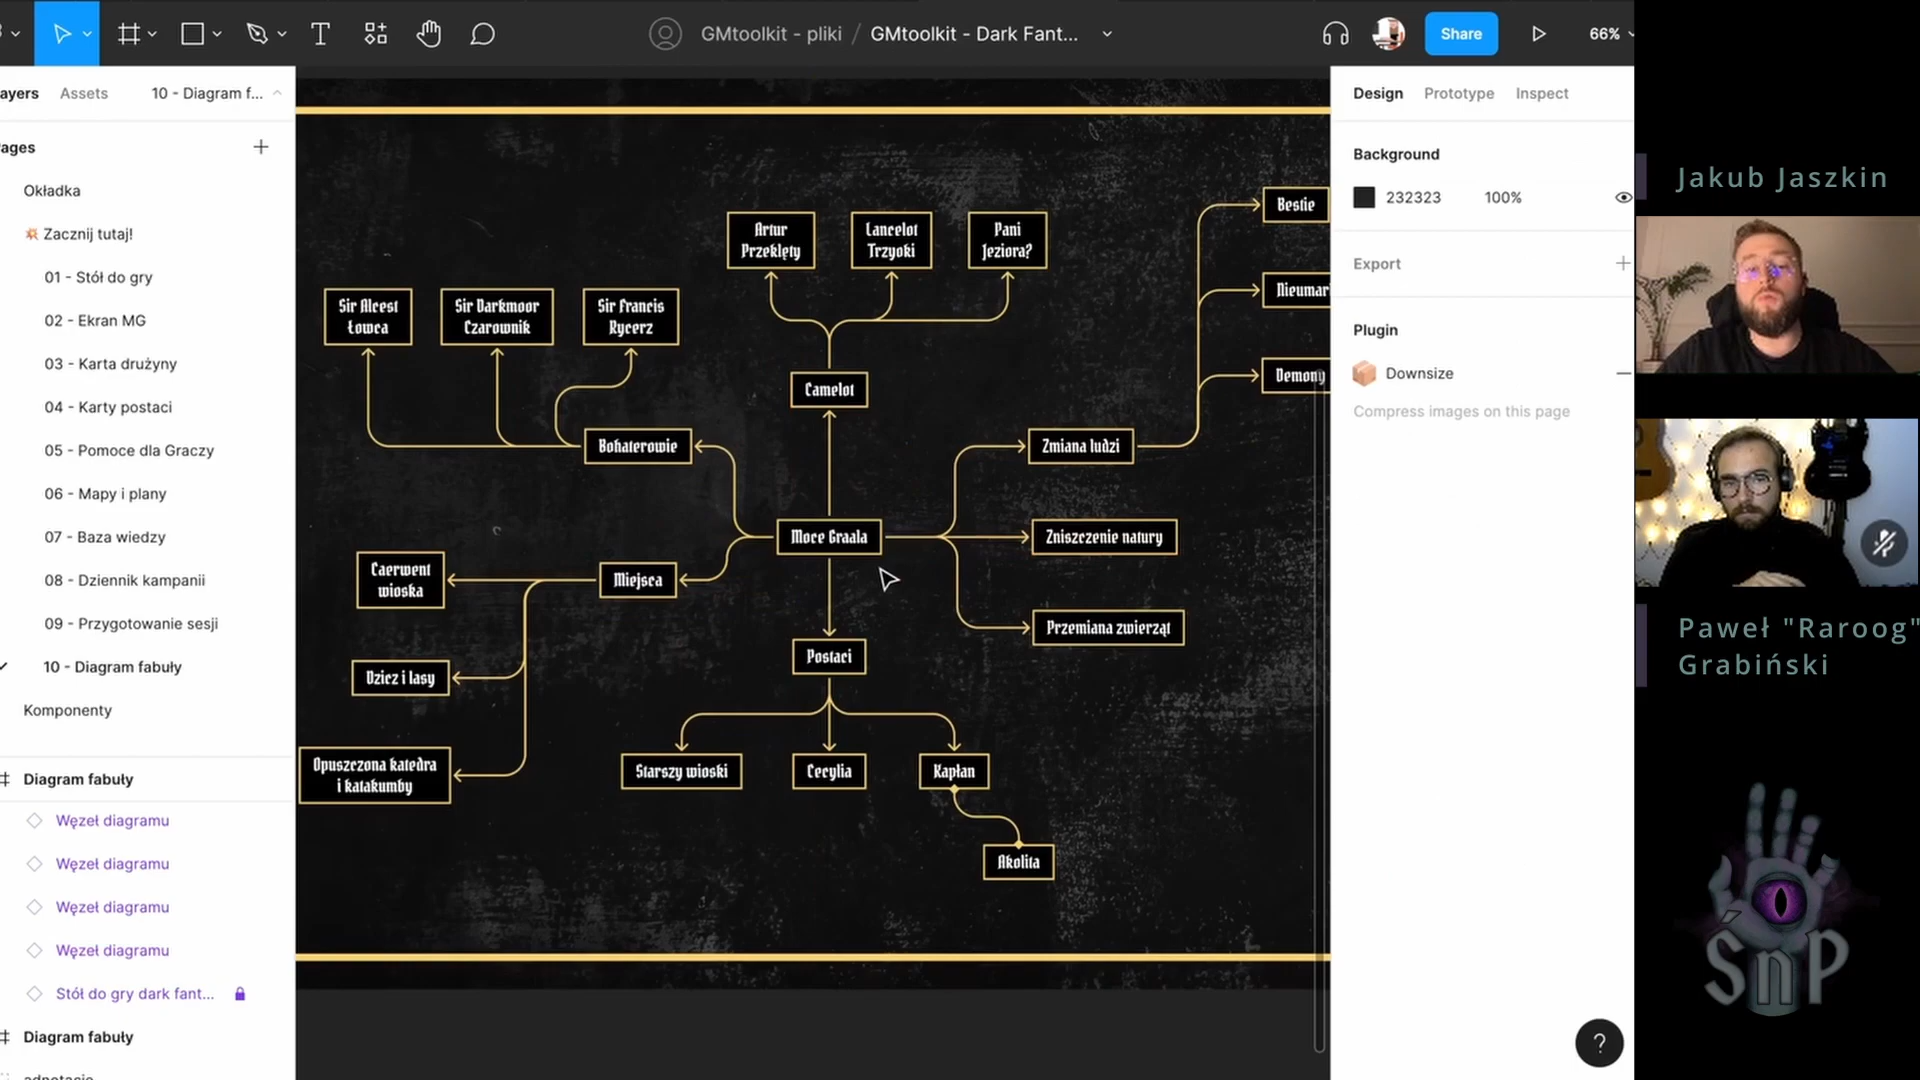 GMtoolkit - pliki / GMtoolkit - Dark Fant...
Share
66%
ayers
Assets
10 - Diagram f...
ages
Okładka
Zacznij tutaj!
01 - Stół do gry
02 - Ekran MG
03 - Karta drużyny
04 - Karty postaci
05 - Pomoce dla Graczy
06 - Mapy i plany
07 - Baza wiedzy
08 - Dziennik kampanii
09 - Przygotowanie sesji
10 - Diagram fabuły
Komponenty
Diagram fabuły
Węzeł diagramu
Węzeł diagramu
Węzeł diagramu
Węzeł diagramu
Stół do gry dark fant...
Diagram fabuły
Bestie
Artur
Przeklęty
Lancelot
Trzyoki
Pani
Jeziora?
Nieumar
Sir Alcest
Łowca
Sir Darkmoor
Czarownik
Sir Francis
Rycerz
Camelot
Demony
Bohaterowie
Zmiana ludzi
Moce Graala
Zniszczenie natury
Caerwent
wioska
Miejsca
Przemiana zwierząt
Postaci
Dzicz i lasy
Opuszczona katedra
i katakumby
Starszy wioski
Cecylia
Kapłan
Akolita
Design
Prototype
Inspect
Background
232323
100%
Export
Plugin
Downsize
Compress images on this page
?
Jakub Jaszkin
Paweł "Raroog"
Grabiński
ŚnP